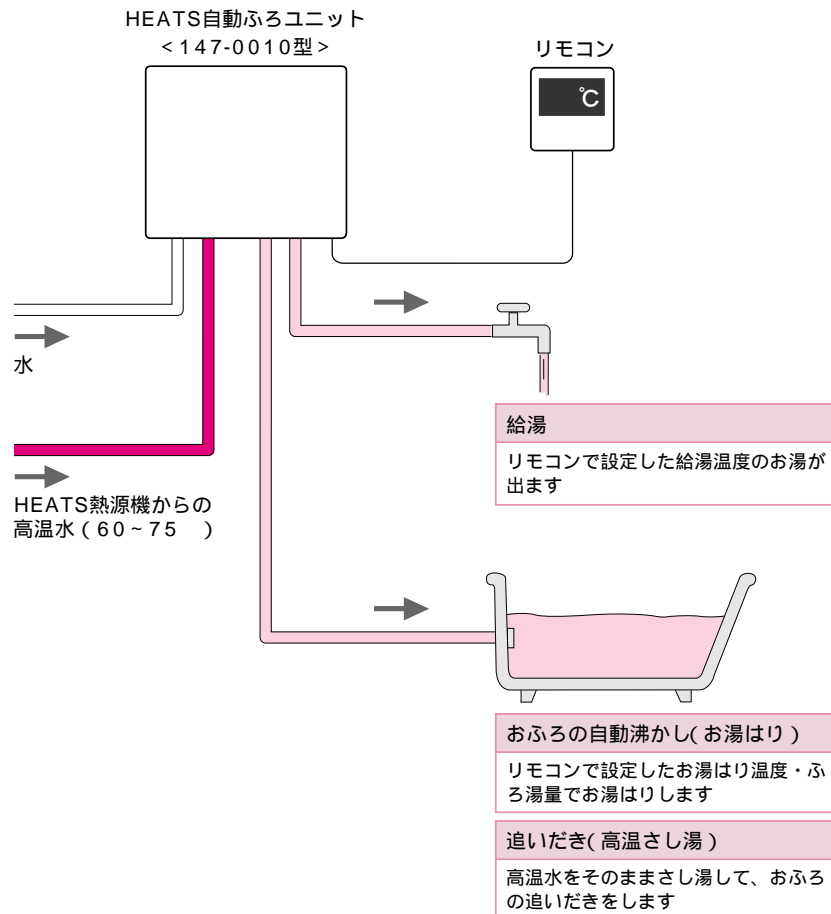 HEATS自動ふろユニット
<147-0010型>
リモコン
℃
水
HEATS熱源機からの
高温水(60~75 )
給湯
リモコンで設定した給湯温度のお湯が
出ます
おふろの自動沸かし(お湯はり)
リモコンで設定したお湯はり温度・ふ
ろ湯量でお湯はりします
追いだき(高温さし湯)
高温水をそのままさし湯して、おふろ
の追いだきをします